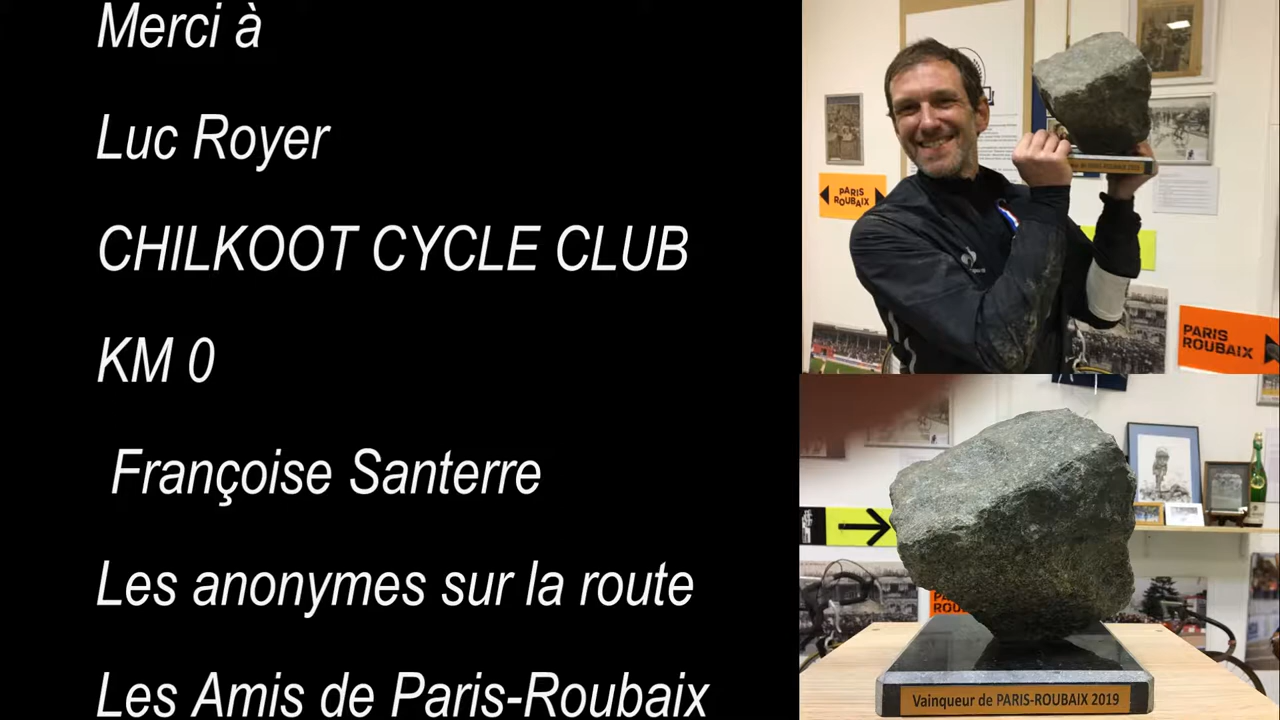 Merci à
Luc Royer
CHILKOOT CYCLE CLUB
KM 0
Françoise Santerre
Les anonymes sur la route
Les Amis de Paris-Roubaix
PARIS
ROUBAIX
PARIS
ROUBAIX
Vainqueur de PARIS-ROUBAIX 2019